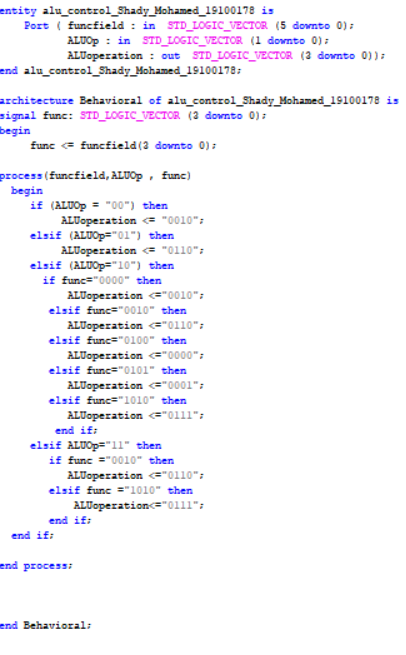 entity alu_control_Shady_Mohamed_19100178 is
Port ( funcfield : in STD_LOGIC_VECTOR (5 downto 0);
ALUOp : in STD_LOGIC_VECTOR (1 downto 0);
ALUoperation : out STD_LOGIC_VECTOR (3 downto 0));
end alu_control_Shady_Mohamed_19100178;
architecture Behavioral of alu_control_Shady_Mohamed_19100178 is
signal func: STD_LOGIC_VECTOR (3 downto 0);
begin
func <= funcfield(3 downto 0);
process(funcfield,ALUOp , func)
begin
if (ALUOp = "00") then
ALUoperation <= "0010";
elsif (ALUOp="01") then
ALUoperation <= "0110";
elsif (ALUOp="10") then
if func="0000" then
ALUoperation <="0010";
elsif func="0010" then
ALUoperation <="0110";
elsif func="0100" then
ALUoperation <="0000";
elsif func="0101" then
ALUoperation <="0001";
elsif func="1010" then
ALUoperation <="0111";
end if;
elsif ALUOp="11" then
if func ="0010" then
ALUoperation <="0110";
elsif func ="1010" then
ALUoperation<="0111";
end if;
end if;
end process;
end Behavioral;